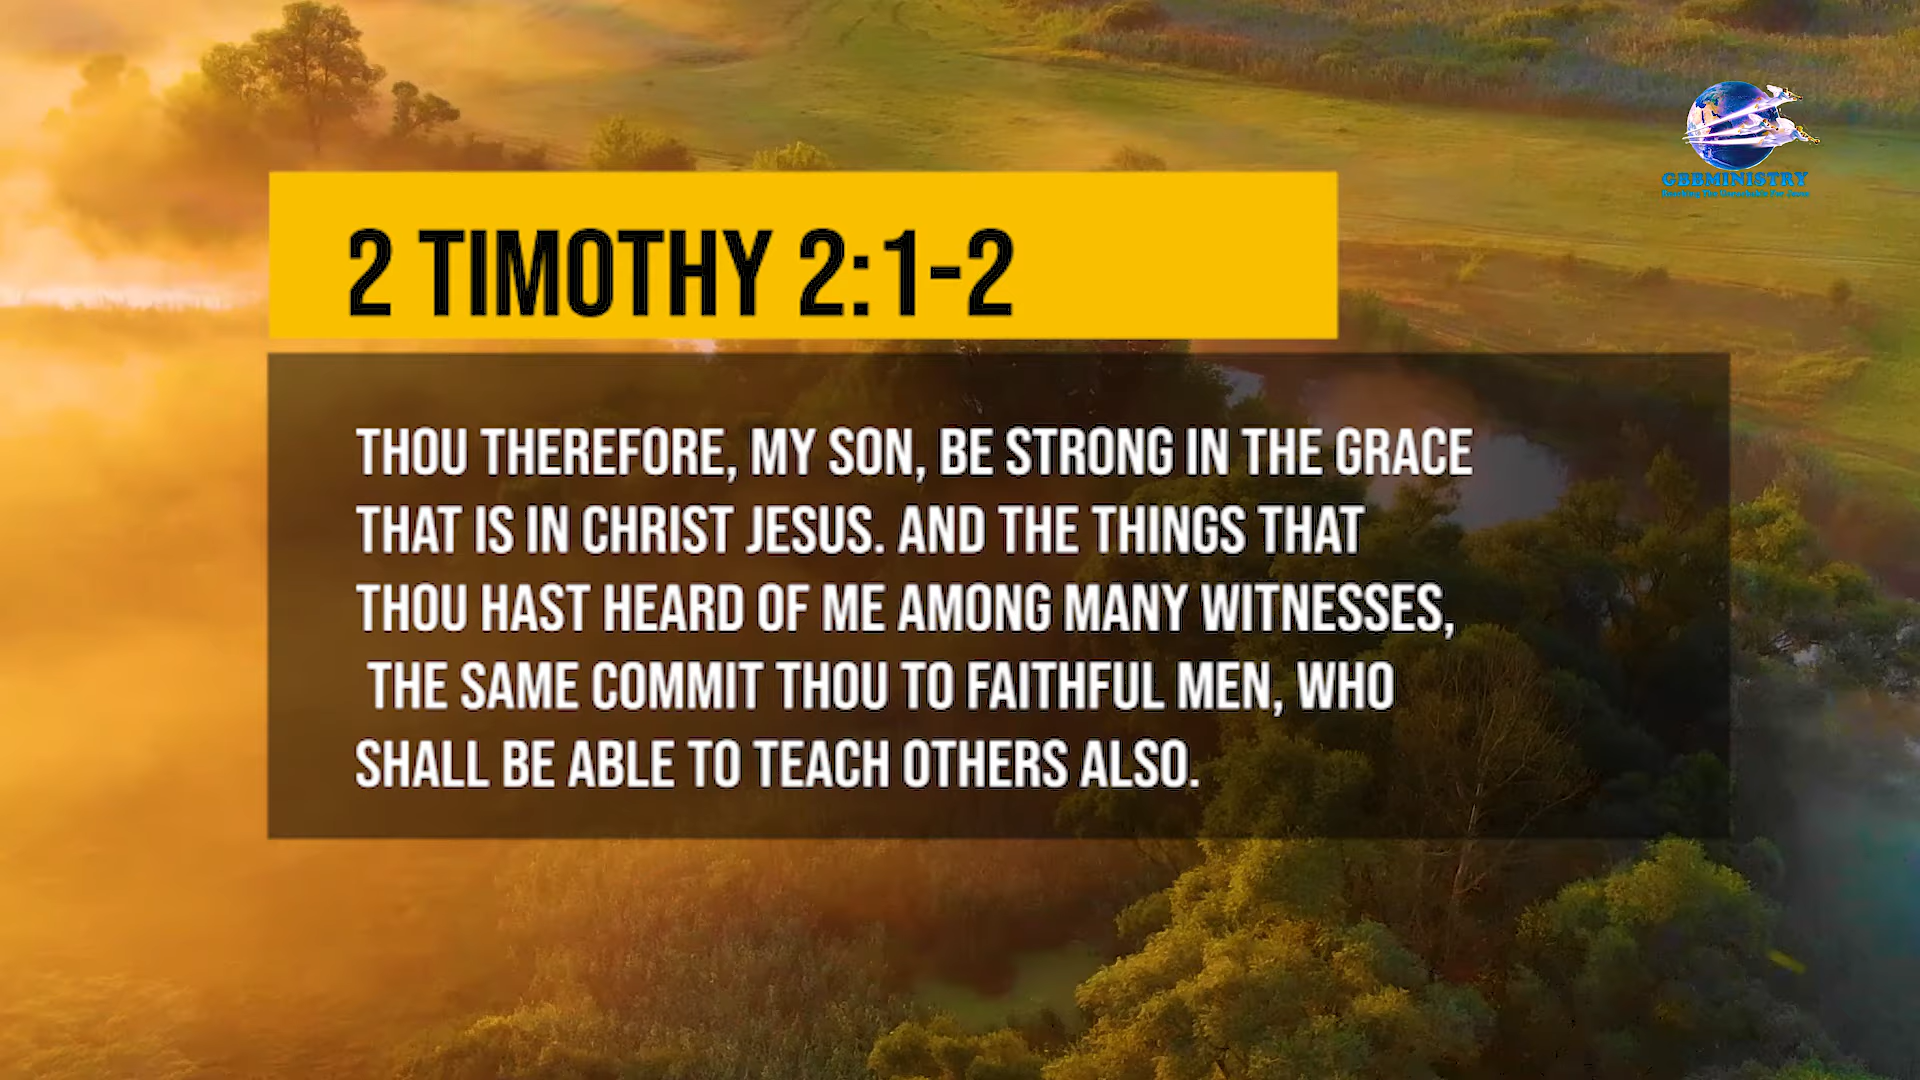 GBBMINISTRY
2 TIMOTHY 2:1-2
THOU THEREFORE, MY SON, BE STRONG IN THE GRACE
THAT IS IN CHRIST JESUS. AND THE THINGS THAT
THOU HAST HEARD OF ME AMONG MANY WITNESSES,
THE SAME COMMIT THOU TO FAITHFUL MEN, WHO
SHALL BE ABLE TO TEACH OTHERS ALSO.